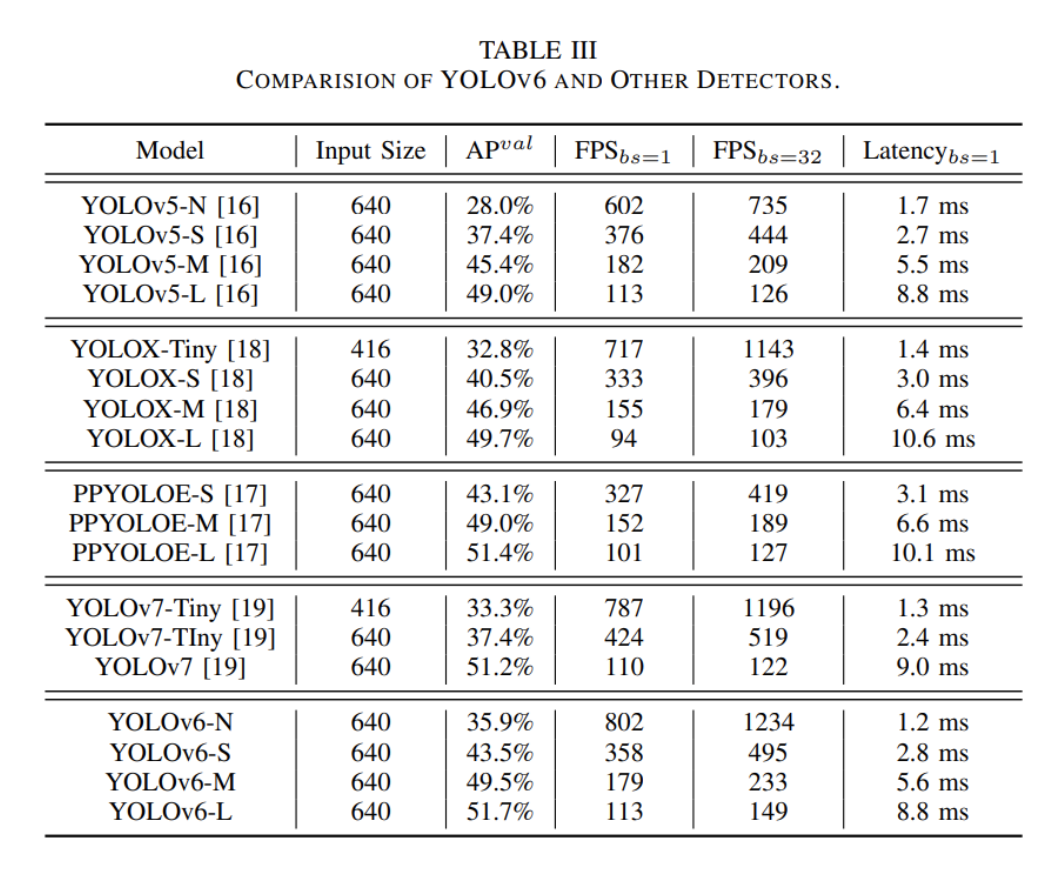 TABLE III
COMPARISION OF YOLOV6 AND OTHER DETECTORS.
Model Input Size AP^val FPS_bs=1 FPS_bs=32 Latency_bs=1
YOLOv5-N [16] 640 28.0% 602 735 1.7 ms
YOLOv5-S [16] 640 37.4% 376 444 2.7 ms
YOLOv5-M [16] 640 45.4% 182 209 5.5 ms
YOLOv5-L [16] 640 49.0% 113 126 8.8 ms
YOLOX-Tiny [18] 416 32.8% 717 1143 1.4 ms
YOLOX-S [18] 640 40.5% 333 396 3.0 ms
YOLOX-M [18] 640 46.9% 155 179 6.4 ms
YOLOX-L [18] 640 49.7% 94 103 10.6 ms
PPYOLOE-S [17] 640 43.1% 327 419 3.1 ms
PPYOLOE-M [17] 640 49.0% 152 189 6.6 ms
PPYOLOE-L [17] 640 51.4% 101 127 10.1 ms
YOLOv7-Tiny [19] 416 33.3% 787 1196 1.3 ms
YOLOv7-TIny [19] 640 37.4% 424 519 2.4 ms
YOLOv7 [19] 640 51.2% 110 122 9.0 ms
YOLOv6-N 640 35.9% 802 1234 1.2 ms
YOLOv6-S 640 43.5% 358 495 2.8 ms
YOLOv6-M 640 49.5% 179 233 5.6 ms
YOLOv6-L 640 51.7% 113 149 8.8 ms